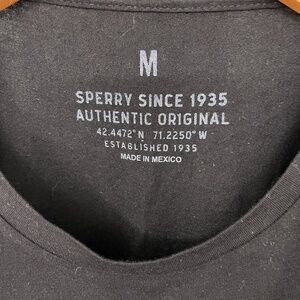 M
SPERRY SINCE 1935
AUTHENTIC ORIGINAL
42.4472° N 71.2250° W
ESTABLISHED 1935
MADE IN MEXICO